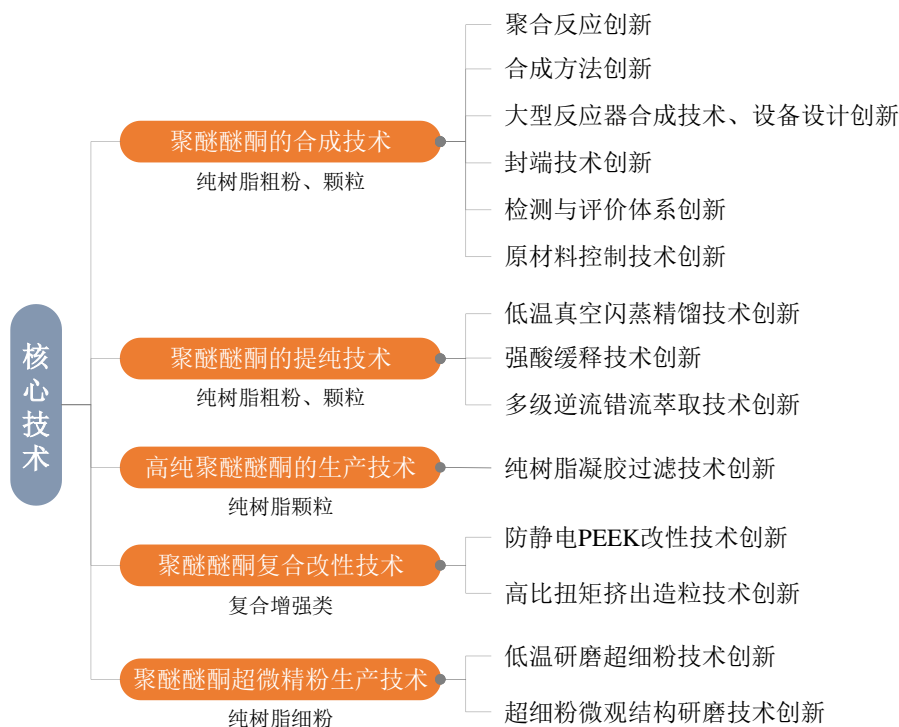 核心技术
聚醚醚酮的合成技术
纯树脂粗粉、颗粒
聚合反应创新
合成方法创新
大型反应器合成技术、设备设计创新
封端技术创新
检测与评价体系创新
原材料控制技术创新
聚醚醚酮的提纯技术
纯树脂粗粉、颗粒
低温真空闪蒸精馏技术创新
强酸缓释技术创新
多级逆流错流萃取技术创新
高纯聚醚醚酮的生产技术
纯树脂颗粒
纯树脂凝胶过滤技术创新
聚醚醚酮复合改性技术
复合增强类
防静电PEEK改性技术创新
高比扭矩挤出造粒技术创新
聚醚醚酮超微精粉生产技术
纯树脂细粉
低温研磨超细粉技术创新
超细粉微观结构研磨技术创新